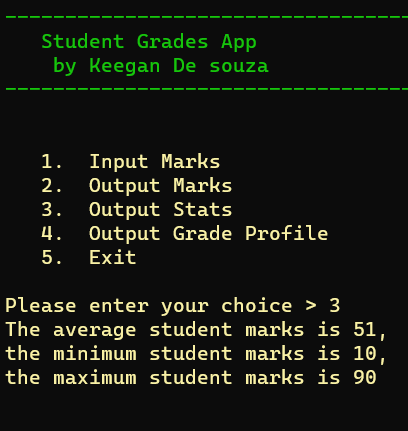 ---------------------------------
Student Grades App
by Keegan De souza
---------------------------------
1. Input Marks
2. Output Marks
3. Output Stats
4. Output Grade Profile
5. Exit
Please enter your choice > 3
The average student marks is 51,
the minimum student marks is 10,
the maximum student marks is 90